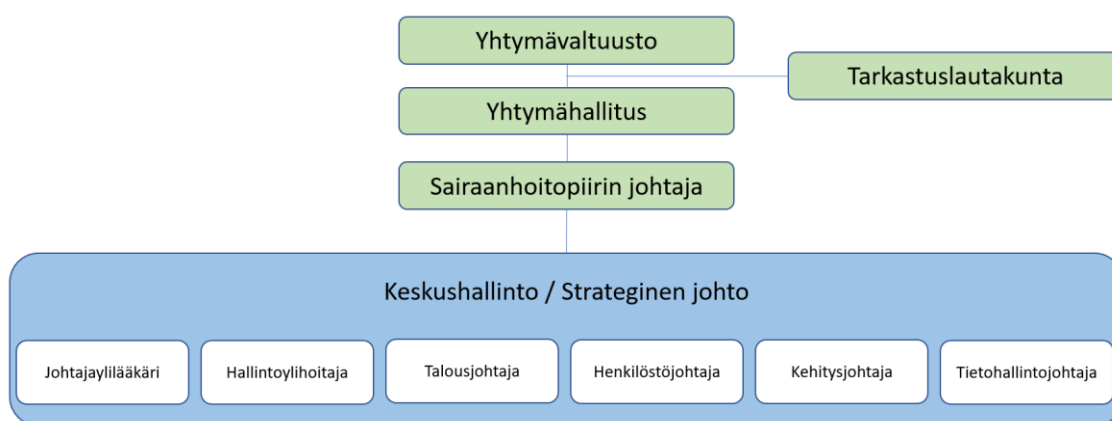 Yhtymävaltuusto
Tarkastuslautakunta
Yhtymähallitus
Sairaanhoitopiirin johtaja
Keskushallinto / Strateginen johto
Johtajaylilääkäri
Hallintoylihoitaja
Talousjohtaja
Henkilöstöjohtaja
Kehitysjohtaja
Tietohallintojohtaja